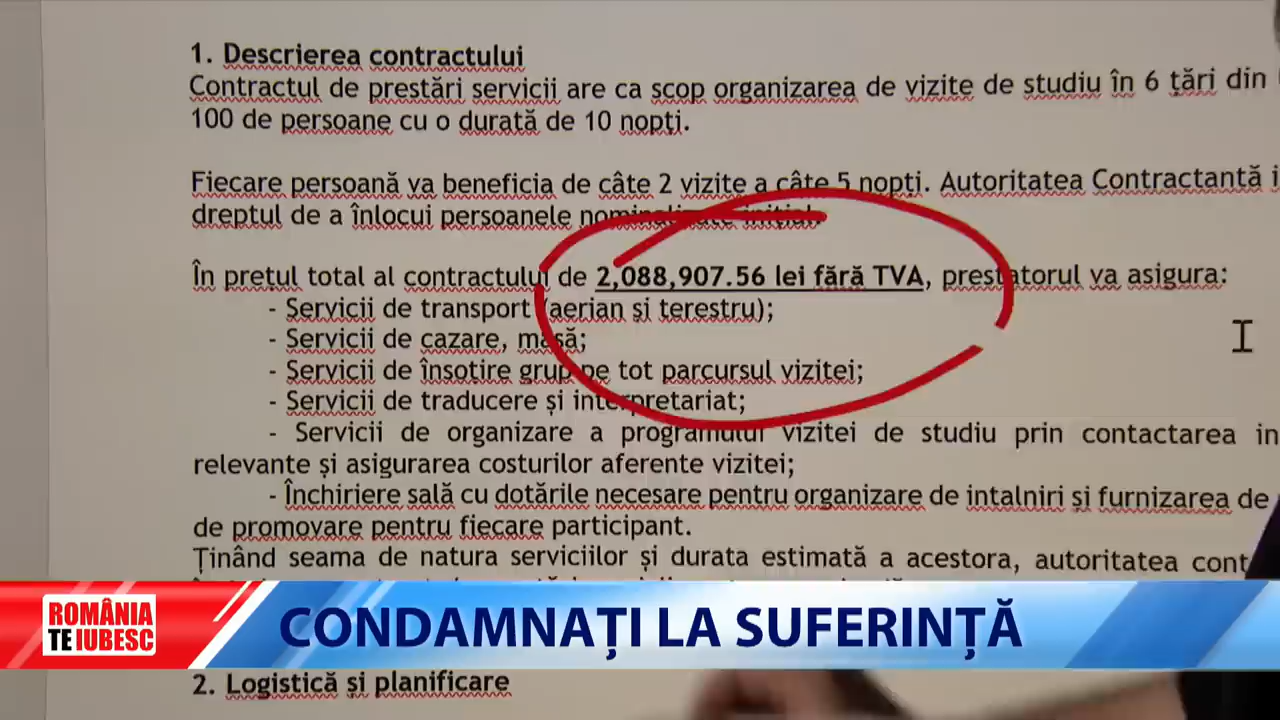 1. Descrierea contractului
Contractul de prestări servicii are ca scop organizarea de vizite de studiu în 6 țări din
100 de persoane cu o durată de 10 nopți.
Fiecare persoană va beneficia de câte 2 vizite a câte 5 nopți. Autoritatea Contractantă
dreptul de a înlocui persoanele nominalizate inițial.
În prețul total al contractului de 2,088,907.56 lei fără TVA, prestatorul va asigura:
- Servicii de transport (aerian și terestru);
- Servicii de cazare, masă;
- Servicii de însoțire grup pe tot parcursul vizitei;
- Servicii de traducere și interpretariat;
- Servicii de organizare a programului vizitei de studiu prin contactarea
relevante și asigurarea costurilor aferente vizitei;
- Închiriere sală cu dotările necesare pentru organizare de intalniri și furnizarea de
de promovare pentru fiecare participant.
Ținând seama de natura serviciilor și durata estimată a acestora, autoritatea
ROMÂNIA
TE IUBESC
CONDAMNAȚI LA SUFERINȚĂ
2. Logistică și planificare